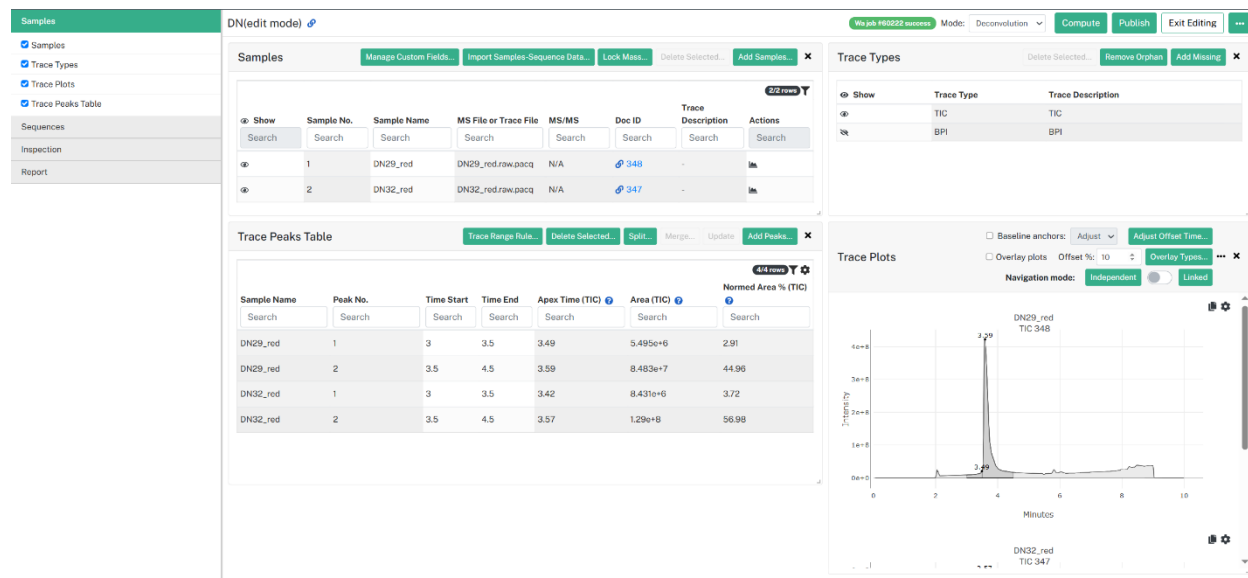 Samples
Samples
Trace Types
Trace Plots
Trace Peaks Table
Sequences
Inspection
Report
DN(edit mode)
Wa job #60222 success Mode: Deconvolution Compute Publish Exit Editing ...
Samples Manage Custom Fields... Import Samples-Sequence Data... Lock Mass... Delete Selected... Add Samples... ×
2/2 rows
Show Sample No. Sample Name MS File or Trace File MS/MS Doc ID Trace Description Actions
Search Search Search Search Search Search Search Search
1 DN29_red DN29_red.raw.pacq N/A 348 -
2 DN32_red DN32_red.raw.pacq N/A 347 -
Trace Types Delete Selected... Remove Orphan Add Missing ×
Show Trace Type Trace Description
TIC TIC
BPI BPI
Trace Peaks Table Trace Range Rule... Delete Selected... Split... Merge... Update Add Peaks... ×
4/4 rows
Sample Name Peak No. Time Start Time End Apex Time (TIC) ? Area (TIC) ? Normed Area % (TIC) ?
Search Search Search Search Search Search Search
DN29_red 1 3 3.5 3.49 5.495e+6 2.91
DN29_red 2 3.5 4.5 3.59 8.483e+7 44.96
DN32_red 1 3 3.5 3.42 8.431e+6 3.72
DN32_red 2 3.5 4.5 3.57 1.29e+8 56.98
Trace Plots
Baseline anchors: Adjust Adjust Offset Time...
Overlay plots Offset %: 10 Overlay Types... ... ×
Navigation mode: Independent Linked
DN29_red
TIC 348
3.59
4e+8
3e+8
2e+8
1e+8
0e+0
Intensity
3.49
0 2 4 6 8 10
Minutes
DN32_red
TIC 347
3.57